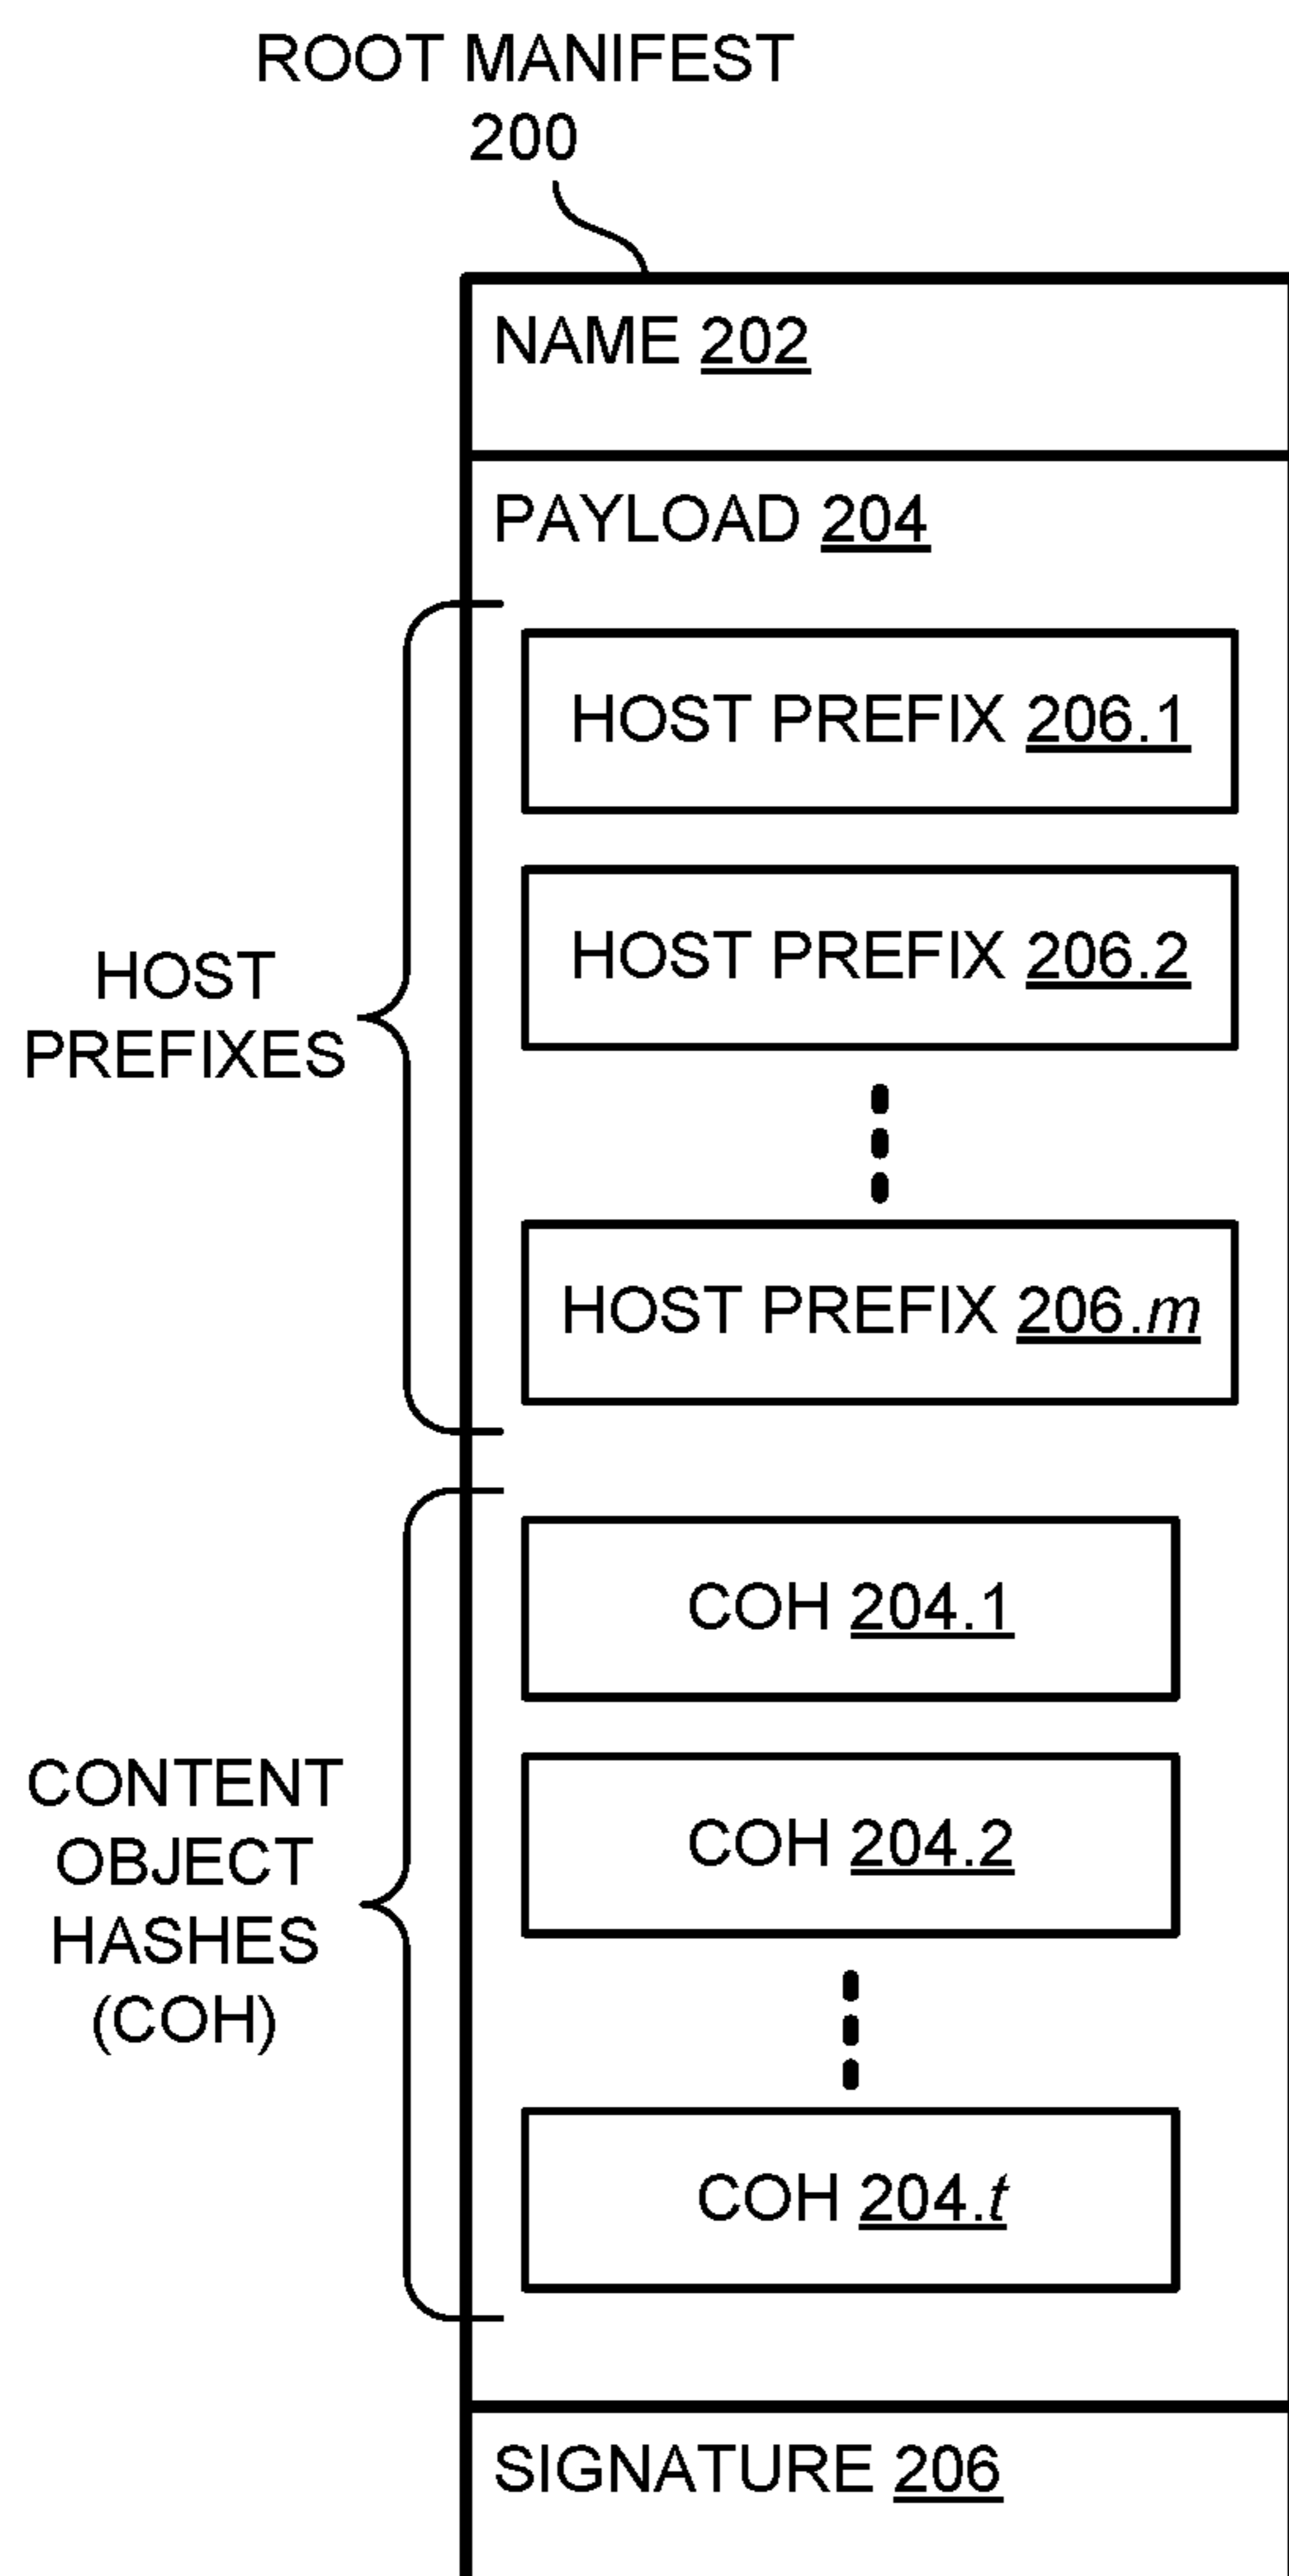 ROOT MANIFEST
200
NAME 202
PAYLOAD 204
HOST PREFIX 206.1
HOST PREFIX 206.2
HOST PREFIX 206.m
HOST
PREFIXES
COH 204.1
COH 204.2
COH 204.t
CONTENT
OBJECT
HASHES
(COH)
SIGNATURE 206